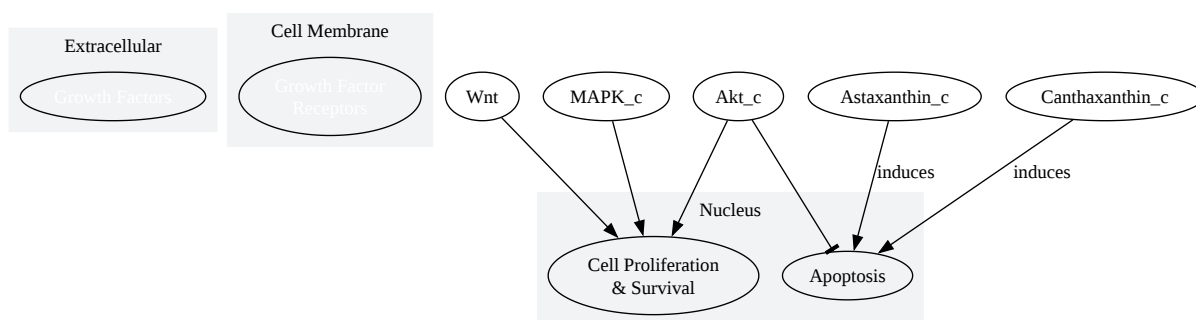 Extracellular
Growth Factors
Cell Membrane
Growth Factor
Receptors
Wnt
MAPK_c
Akt_c
Astaxanthin_c
Canthaxanthin_c
induces
induces
Nucleus
Cell Proliferation
& Survival
Apoptosis